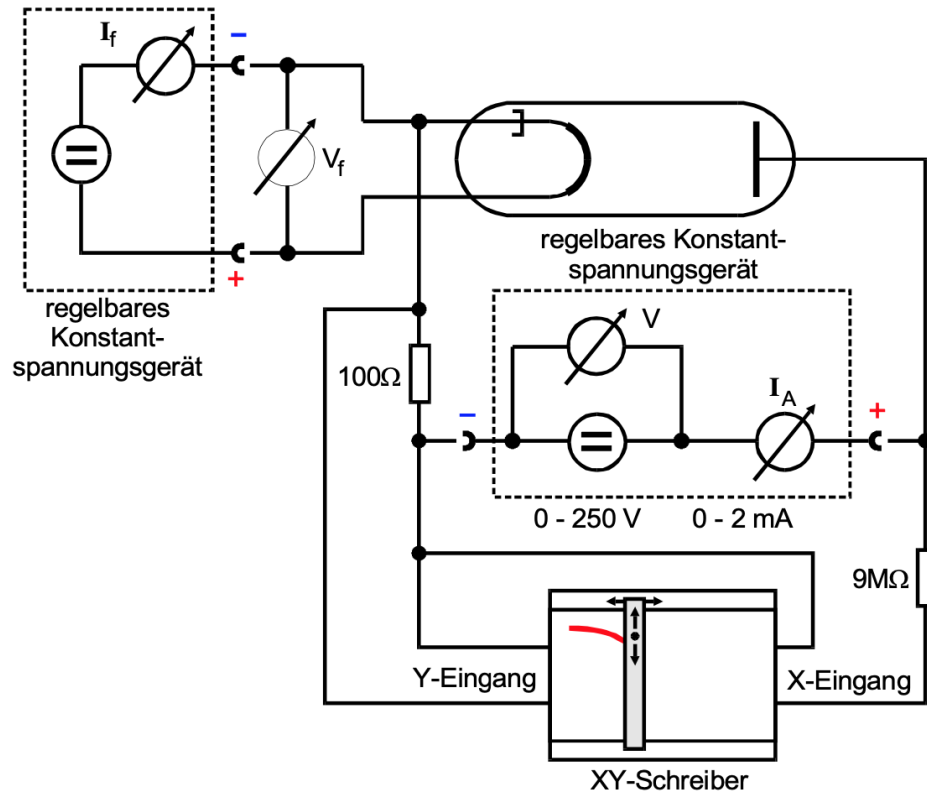 I_f
−
V_f
+
regelbares
Konstant-
spannungsgerät
regelbares Konstant-
spannungsgerät
V
100Ω
−
I_A
+
0 - 250 V
0 - 2 mA
9MΩ
Y-Eingang
X-Eingang
XY-Schreiber